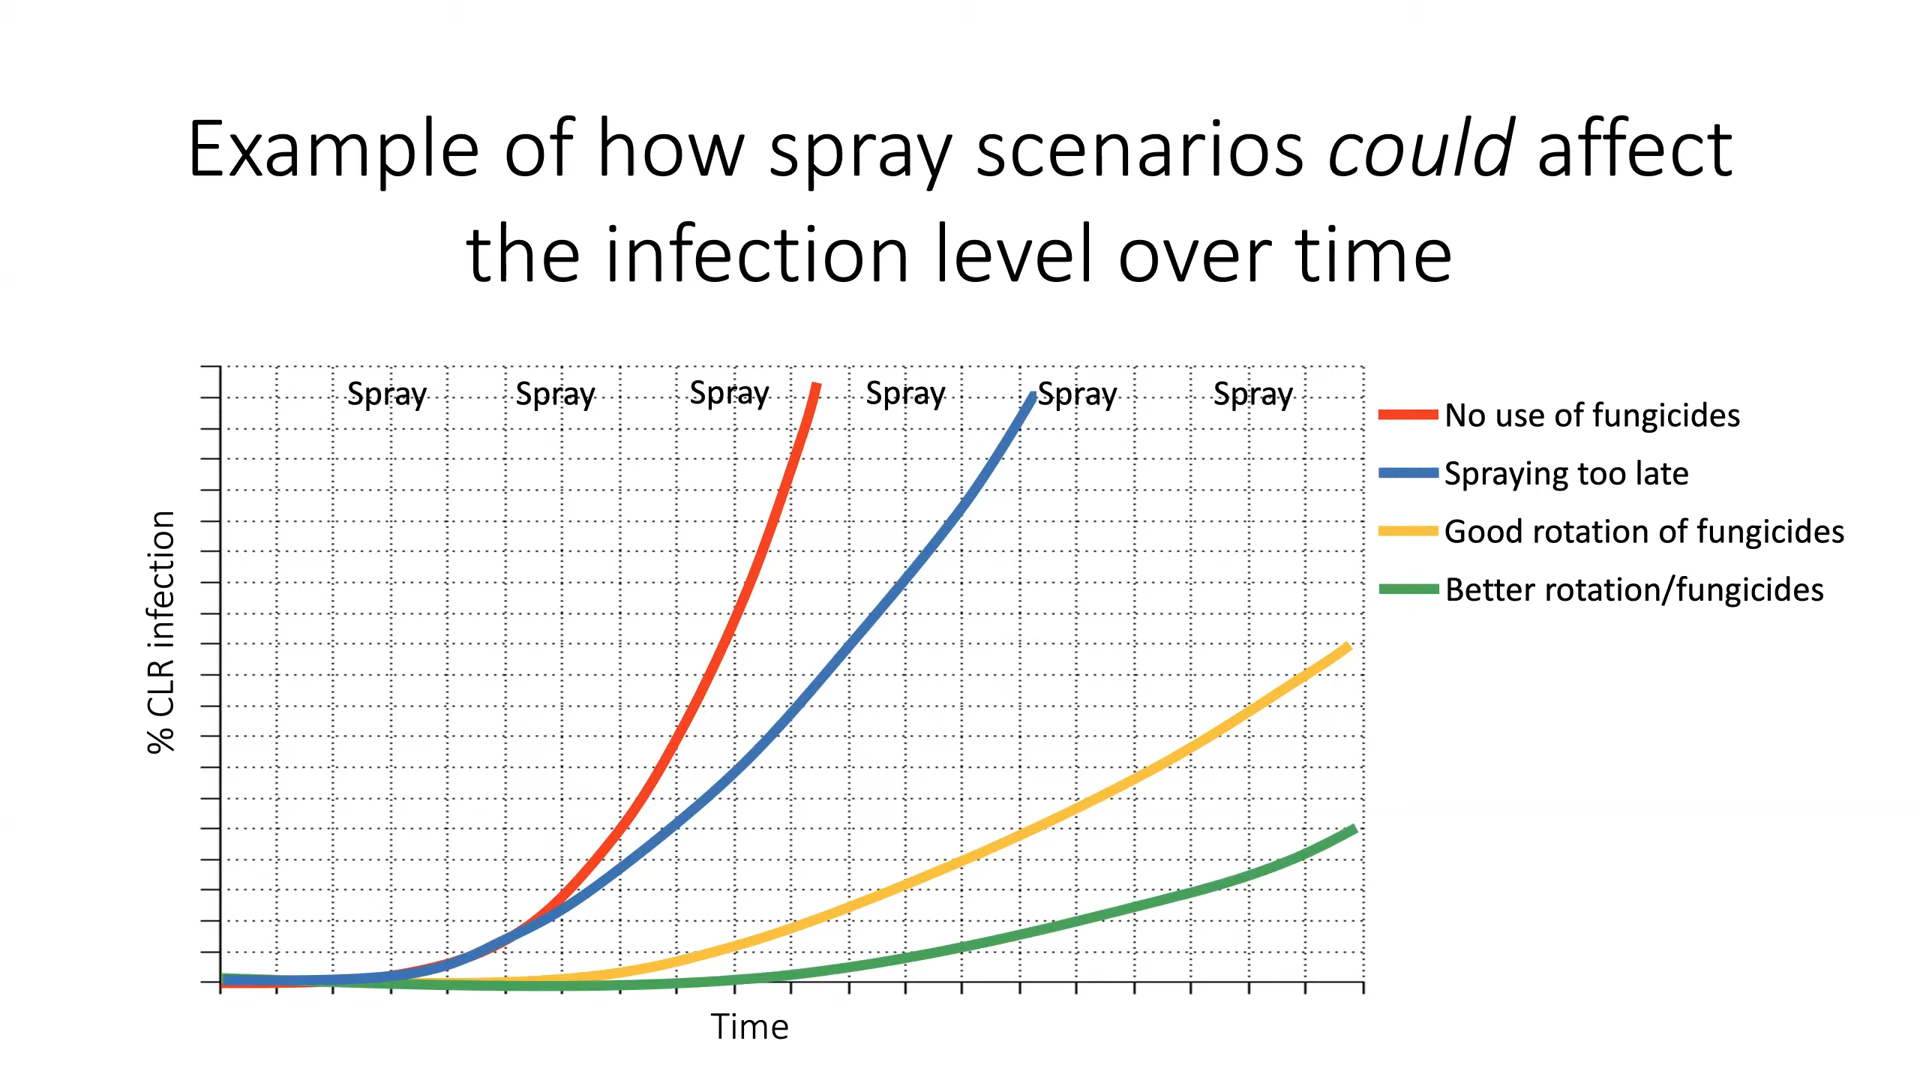 Example of how spray scenarios could affect
the infection level over time
Spray Spray Spray Spray Spray Spray
No use of fungicides
Spraying too late
Good rotation of fungicides
Better rotation/fungicides
% CLR infection
Time